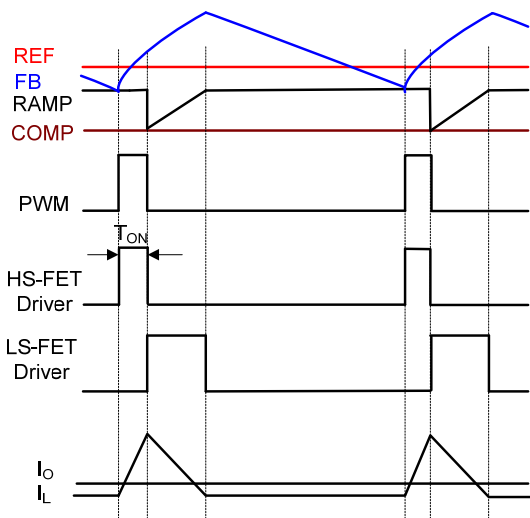 REF
FB
RAMP
COMP
PWM
TON
HS-FET
Driver
LS-FET
Driver
IO
IL